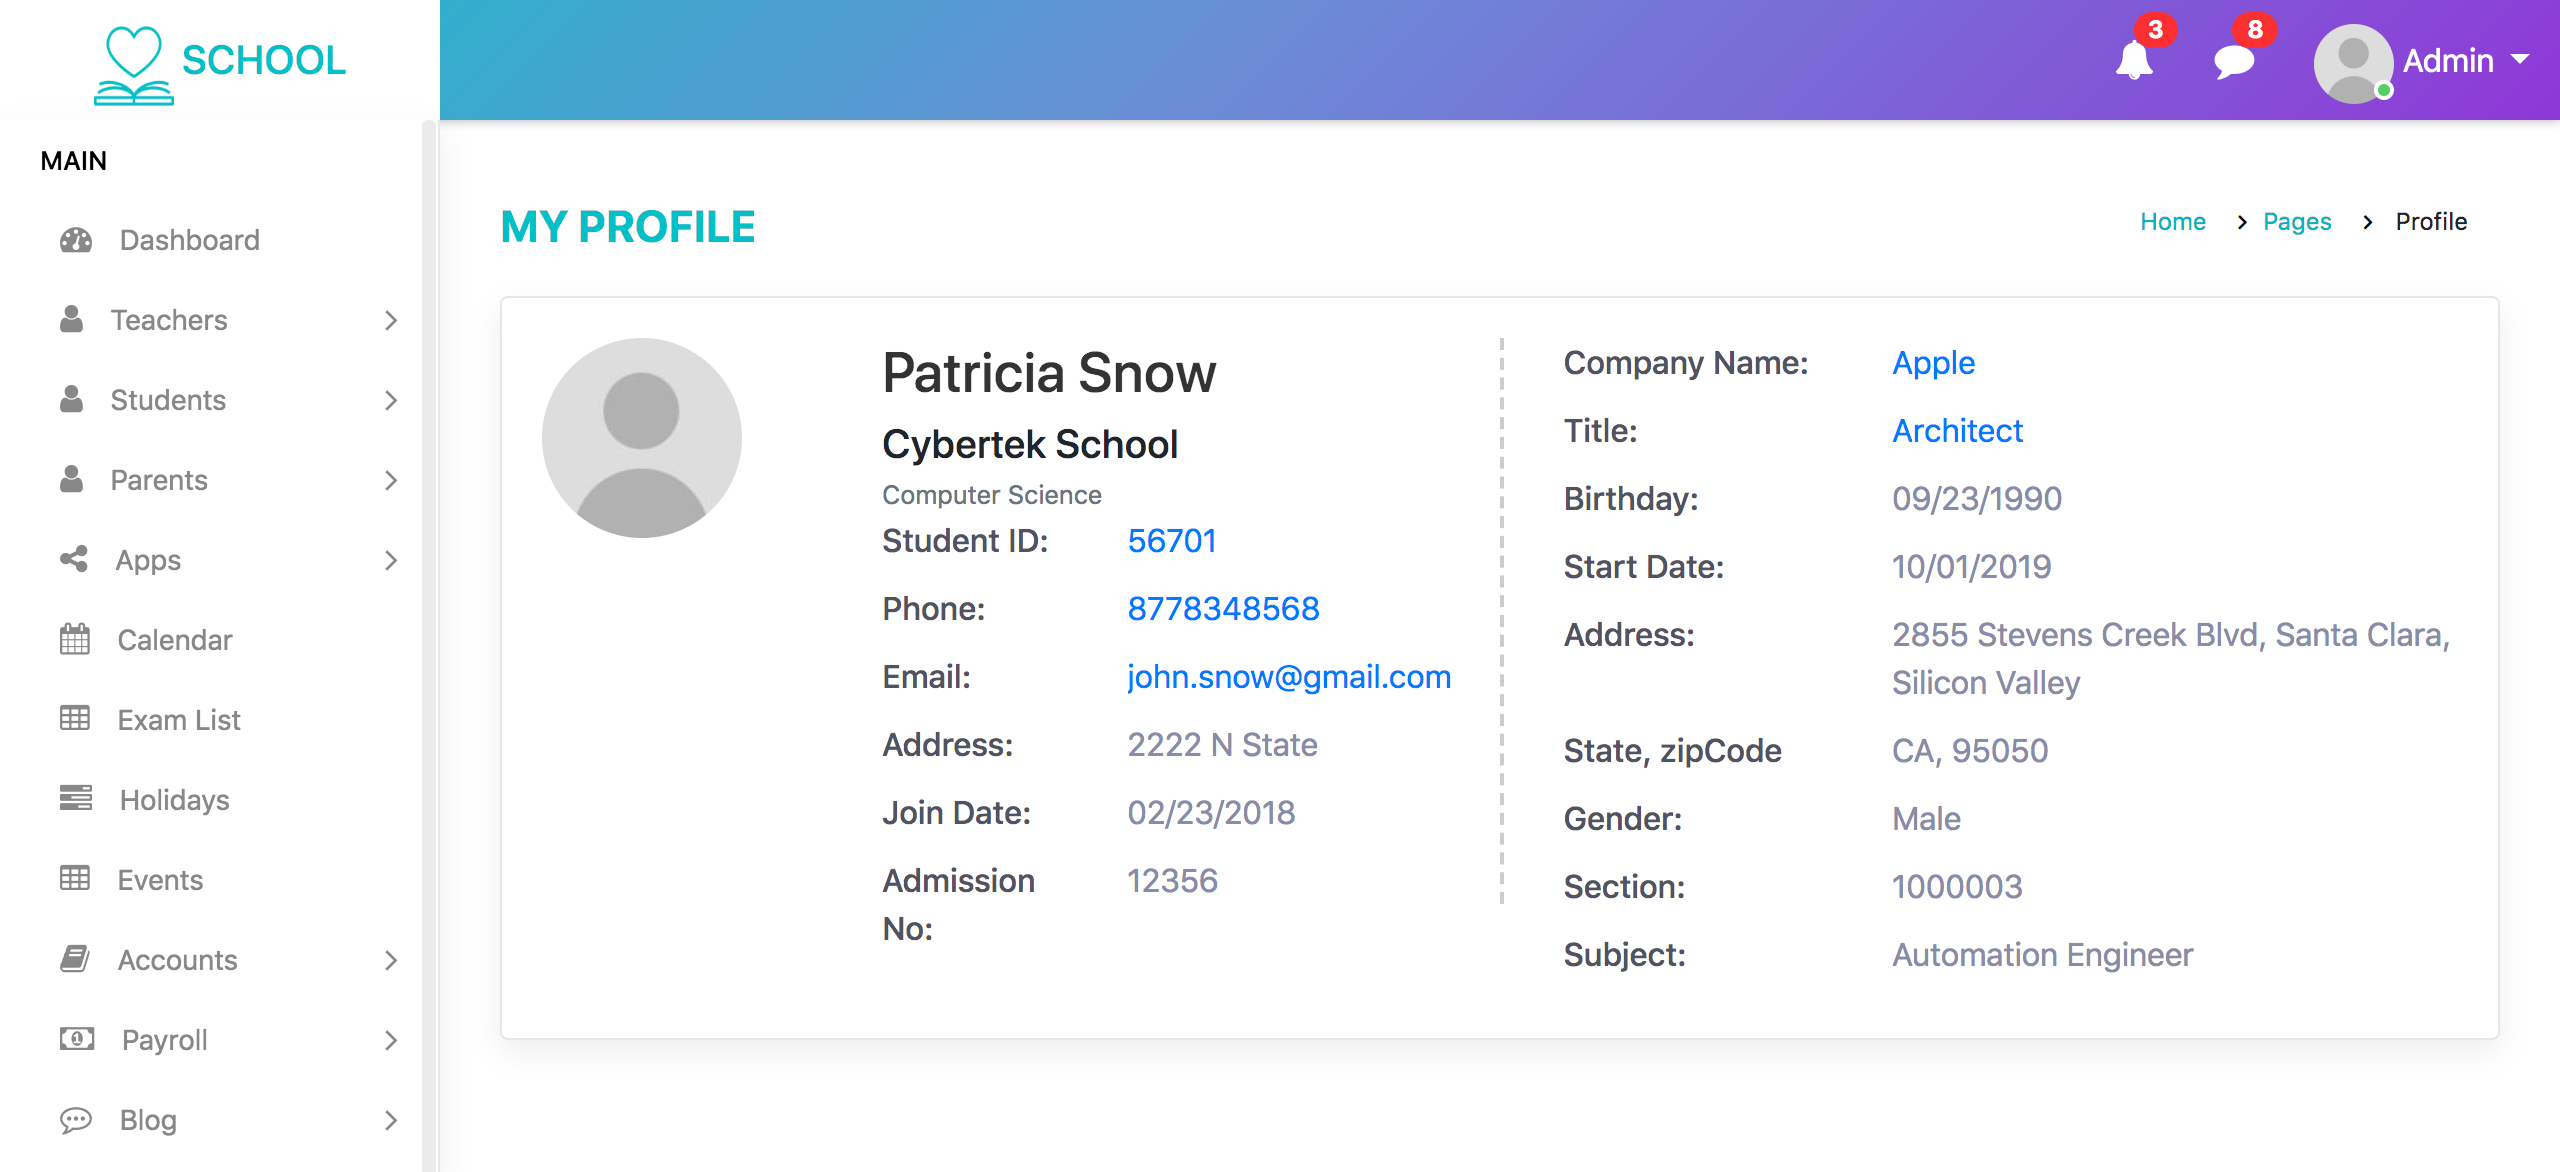 SCHOOL
3
8
Admin
MAIN
Dashboard
Teachers
Students
Parents
Apps
Calendar
Exam List
Holidays
Events
Accounts
Payroll
Blog
MY PROFILE
Home > Pages > Profile
Patricia Snow
Cybertek School
Computer Science
Student ID: 56701
Phone: 8778348568
Email: john.snow@gmail.com
Address: 2222 N State
Join Date: 02/23/2018
Admission 12356
No:
Company Name: Apple
Title: Architect
Birthday: 09/23/1990
Start Date: 10/01/2019
Address: 2855 Stevens Creek Blvd, Santa Clara,
Silicon Valley
State, zipCode CA, 95050
Gender: Male
Section: 1000003
Subject: Automation Engineer